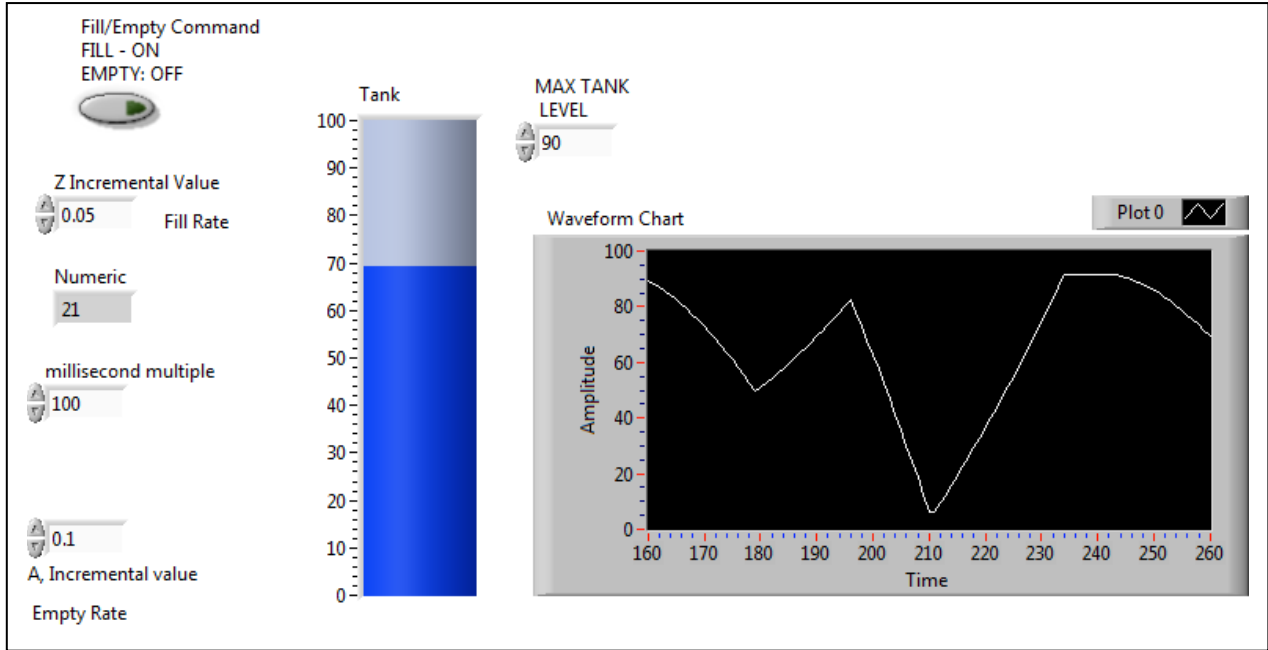 Fill/Empty Command
FILL - ON
EMPTY: OFF
Tank
MAX TANK
LEVEL
90
100
90
80
70
60
50
40
30
20
10
0
Z Incremental Value
0.05
Fill Rate
Numeric
21
millisecond multiple
100
0.1
A, Incremental value
Empty Rate
Waveform Chart
Plot 0
100
80
60
40
20
0
Amplitude
160 170 180 190 200 210 220 230 240 250 260
Time